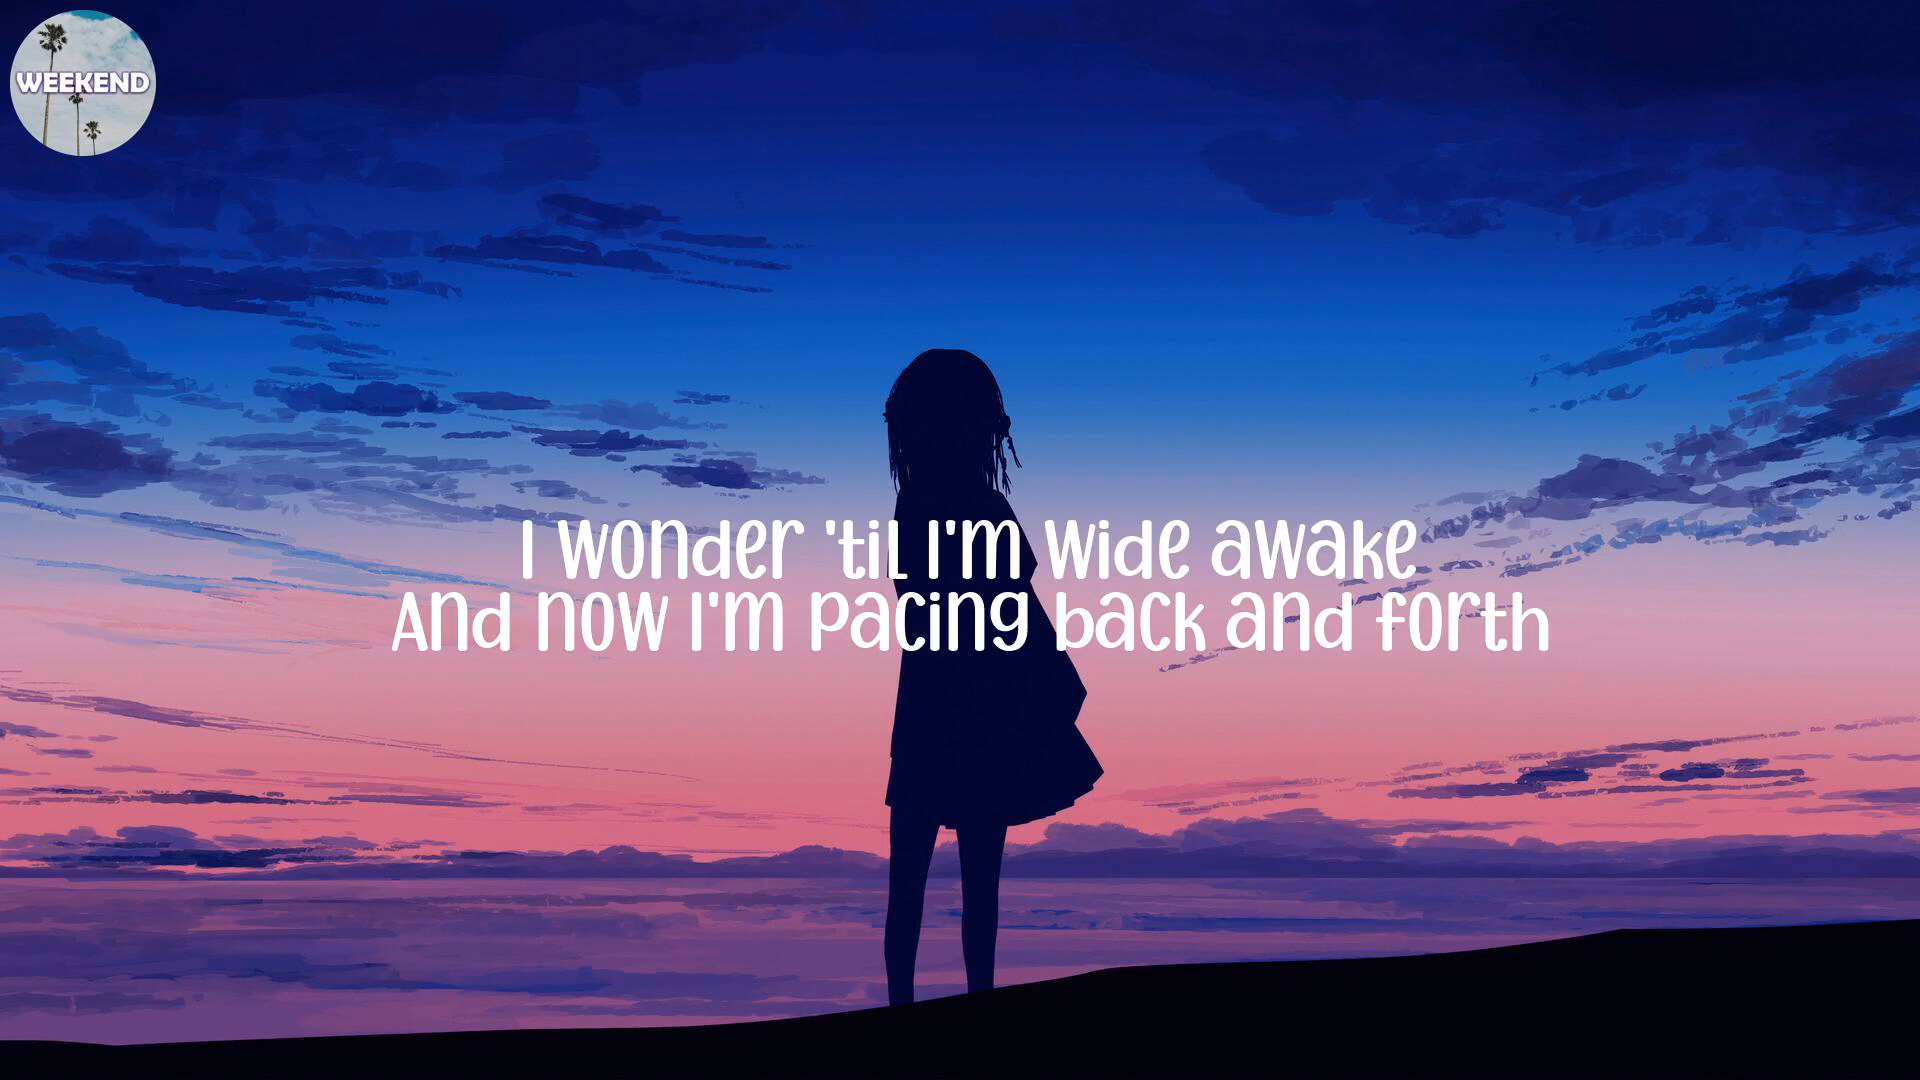 WEEKEND
I wonder 'til I'm wide awake
And now I'm pacing back and forth